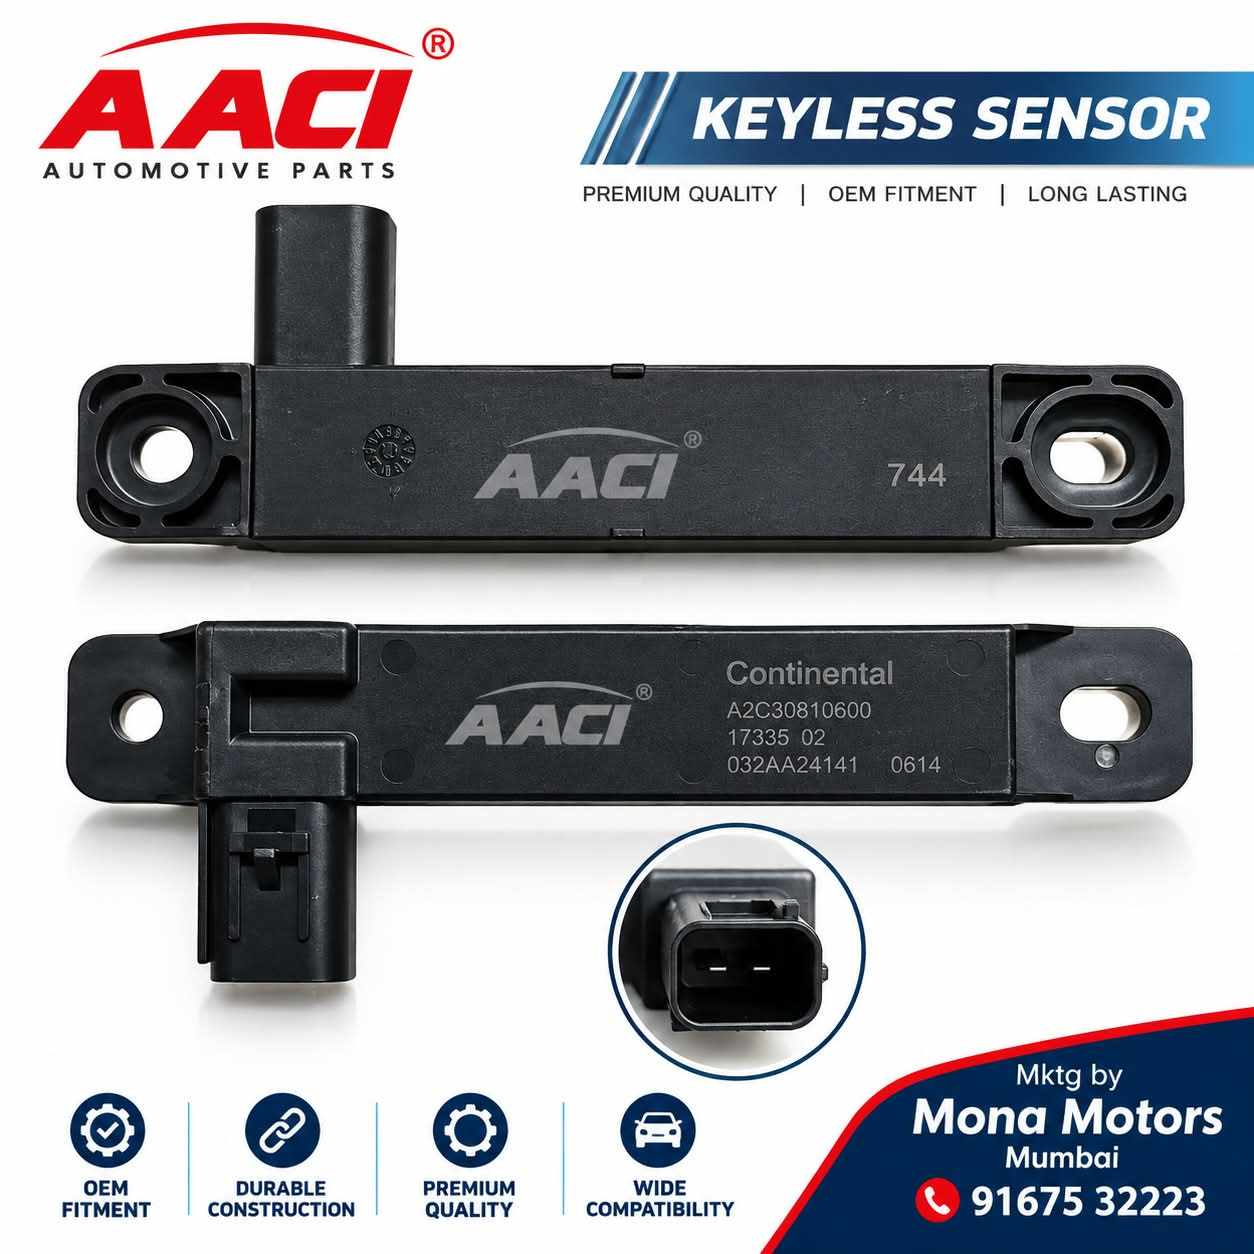 AACI®
AUTOMOTIVE PARTS
KEYLESS SENSOR
PREMIUM QUALITY | OEM FITMENT | LONG LASTING
AACI®
744
AACI®
Continental
A2C30810600
17335 02
032AA24141 0614
OEM FITMENT
DURABLE CONSTRUCTION
PREMIUM QUALITY
WIDE COMPATIBILITY
Mktg by
Mona Motors
Mumbai
91675 32223